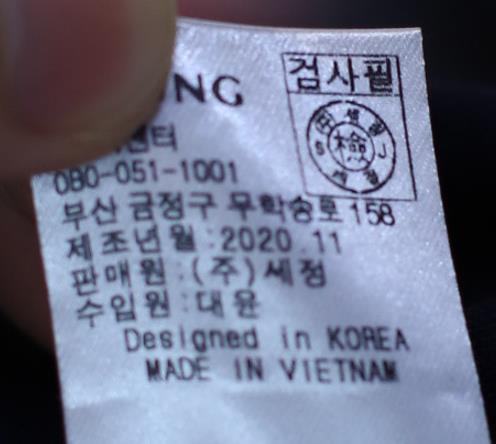 NG
검사필
檢
센터
080-051-1001
부산 금정구 무학송로 158
제조년월 : 2020.11
판매원 : (주)세정
수입원 : 대윤
Designed in KOREA
MADE IN VIETNAM